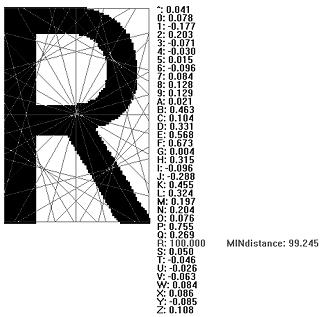 R
^: 0.041
0: 0.078
1: -0.177
2: 0.203
3: -0.071
4: -0.030
5: 0.015
6: -0.096
7: 0.084
8: 0.128
9: 0.129
A: 0.021
B: 0.463
C: 0.104
D: 0.331
E: 0.568
F: 0.673
G: 0.004
H: 0.315
I: -0.096
J: -0.288
K: 0.455
L: 0.324
M: 0.197
N: 0.204
O: 0.076
P: 0.755
Q: 0.269
R: 100.000 MINdistance: 99.245
S: 0.050
T: -0.046
U: -0.026
V: -0.063
W: 0.084
X: 0.086
Y: -0.085
Z: 0.108